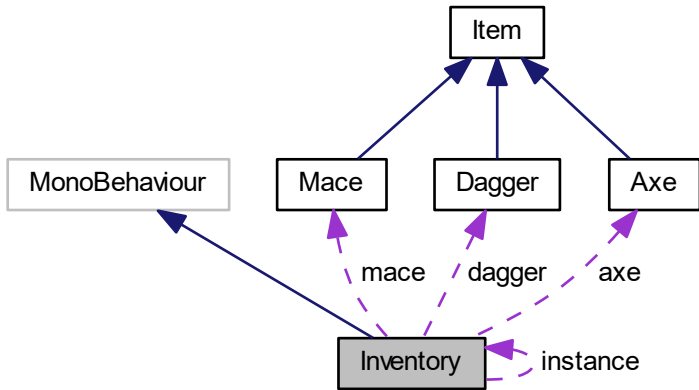 Item
MonoBehaviour
Mace
Dagger
Axe
mace
dagger
axe
Inventory
instance